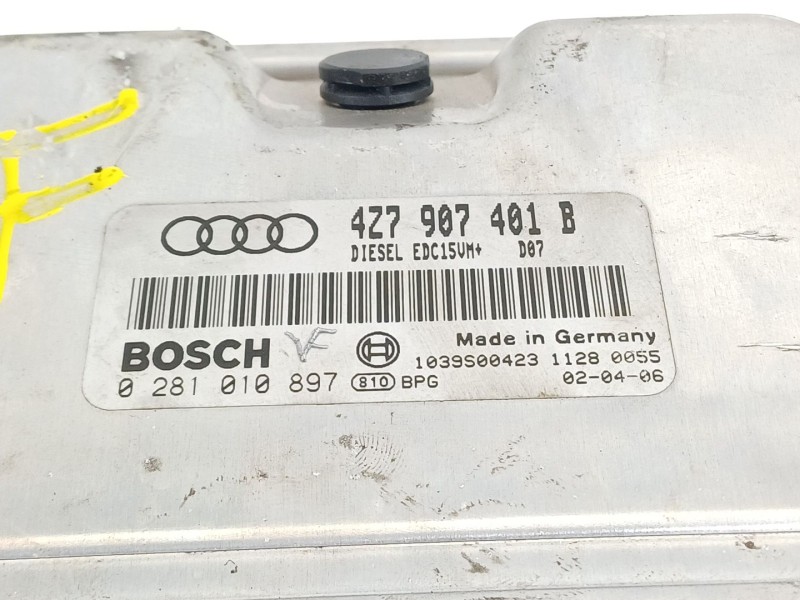 4Z7 907 401 B
DIESEL EDC15VM+ D07
Made in Germany
BOSCH VF
1039S00423 1128 0055
0 281 010 897 810 BPG 02-04-06